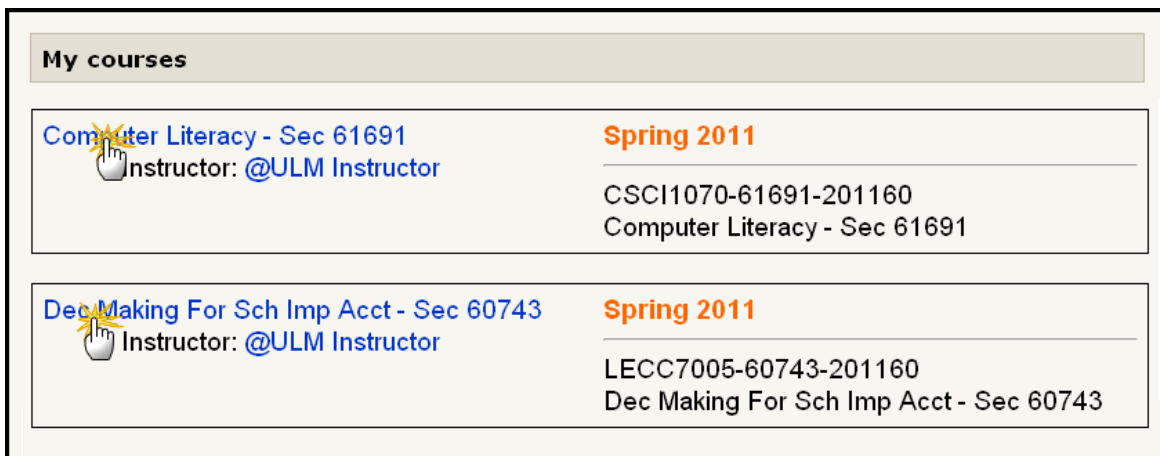 My courses
Computer Literacy - Sec 61691
Instructor: @ULM Instructor
Spring 2011
CSCI1070-61691-201160
Computer Literacy - Sec 61691
Dec Making For Sch Imp Acct - Sec 60743
Instructor: @ULM Instructor
Spring 2011
LECC7005-60743-201160
Dec Making For Sch Imp Acct - Sec 60743